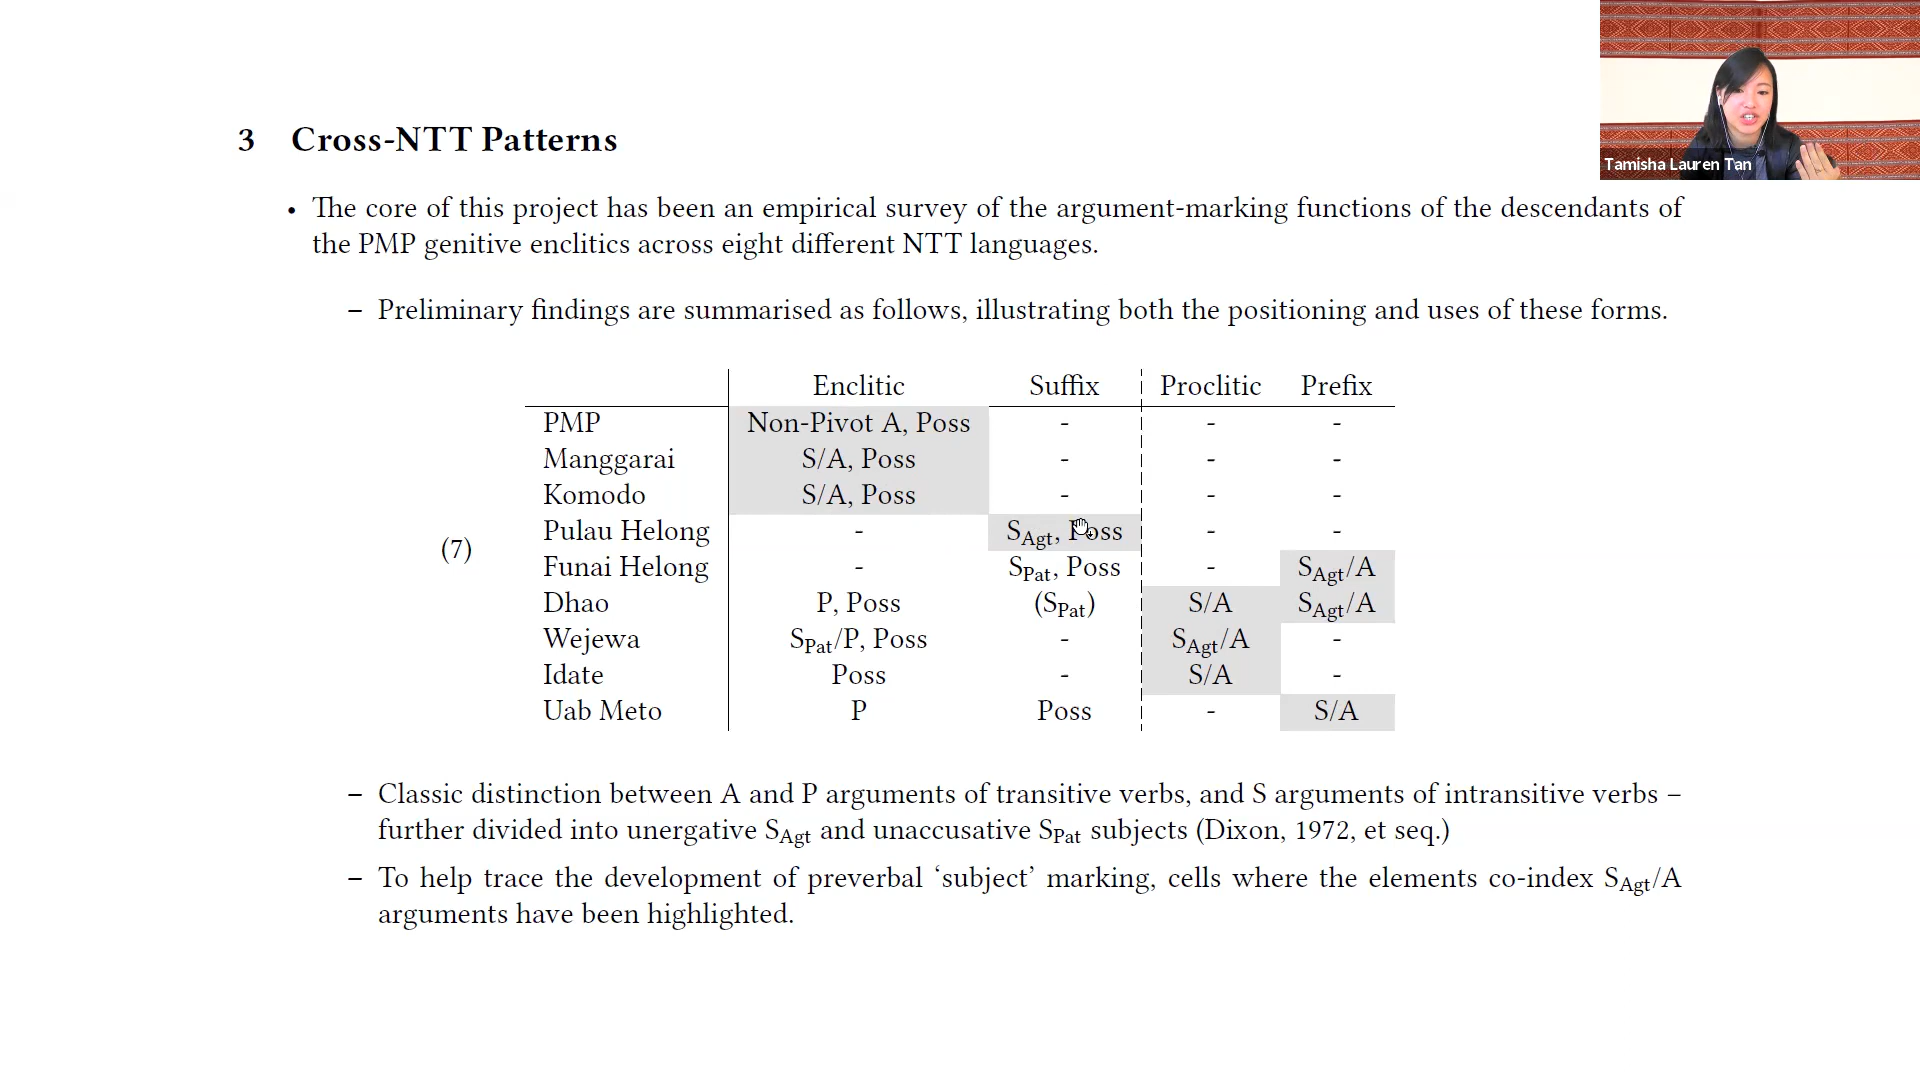 Tamisha Lauren Tan
3 Cross-NTT Patterns
• The core of this project has been an empirical survey of the argument-marking functions of the descendants of
the PMP genitive enclitics across eight different NTT languages.
– Preliminary findings are summarised as follows, illustrating both the positioning and uses of these forms.
(7)
Enclitic Suffix Proclitic Prefix
PMP Non-Pivot A, Poss - - -
Manggarai S/A, Poss - - -
Komodo S/A, Poss - - -
Pulau Helong - SAgt, Poss - -
Funai Helong - SPat, Poss - SAgt/A
Dhao P, Poss (SPat) S/A SAgt/A
Wejewa SPat/P, Poss - SAgt/A -
Idate Poss - S/A -
Uab Meto P Poss - S/A
– Classic distinction between A and P arguments of transitive verbs, and S arguments of intransitive verbs –
further divided into unergative SAgt and unaccusative SPat subjects (Dixon, 1972, et seq.)
– To help trace the development of preverbal ‘subject’ marking, cells where the elements co-index SAgt/A
arguments have been highlighted.